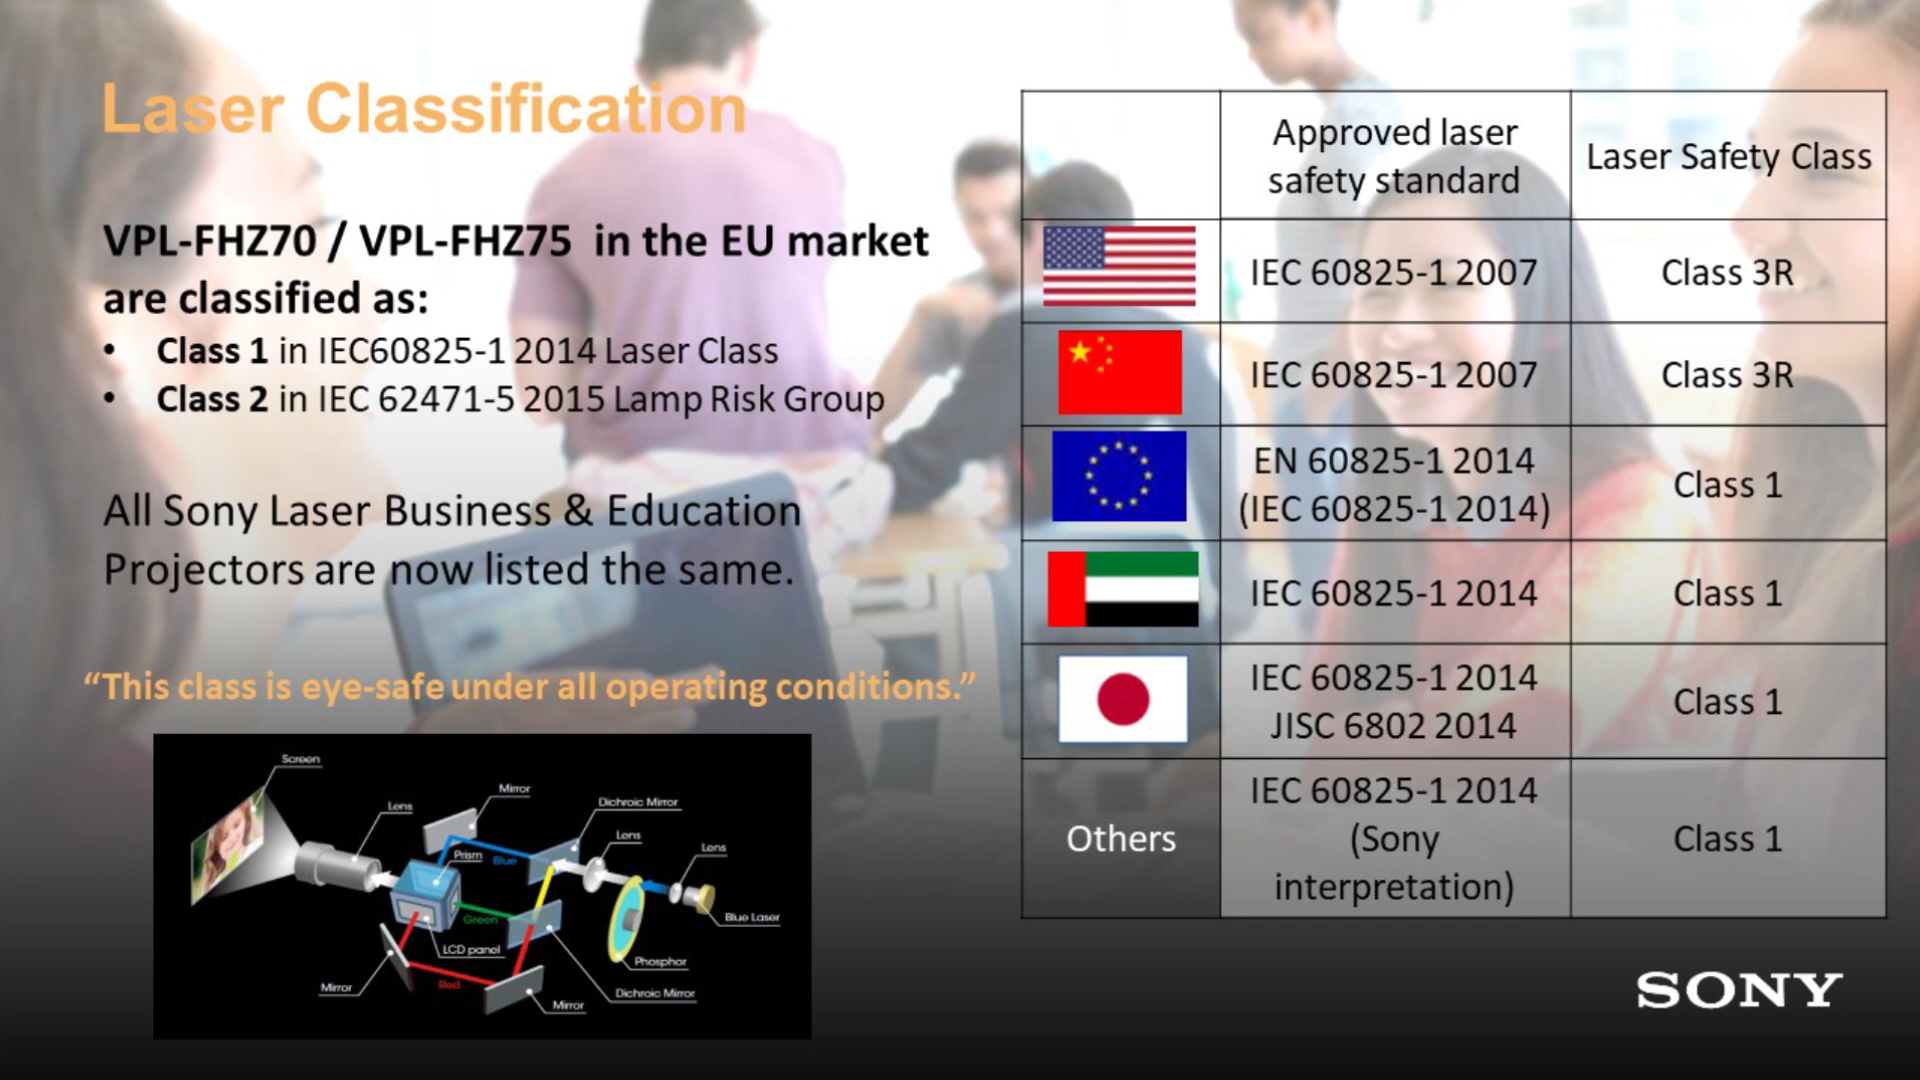 Laser Classification
VPL-FHZ70 / VPL-FHZ75 in the EU market
are classified as:
• Class 1 in IEC60825-1 2014 Laser Class
• Class 2 in IEC 62471-5 2015 Lamp Risk Group
All Sony Laser Business & Education
Projectors are now listed the same.
“This class is eye-safe under all operating conditions.”
Screen
Lens
Mirror
Dichroic Mirror
Lens
Lens
Prism
Blue
Green
Blue Laser
LCD panel
Phosphor
Mirror
Red
Mirror
Dichroic Mirror
Approved laser
safety standard
Laser Safety Class
IEC 60825-1 2007
Class 3R
IEC 60825-1 2007
Class 3R
EN 60825-1 2014
(IEC 60825-1 2014)
Class 1
IEC 60825-1 2014
Class 1
IEC 60825-1 2014
JISC 6802 2014
Class 1
Others
IEC 60825-1 2014
(Sony
interpretation)
Class 1
SONY